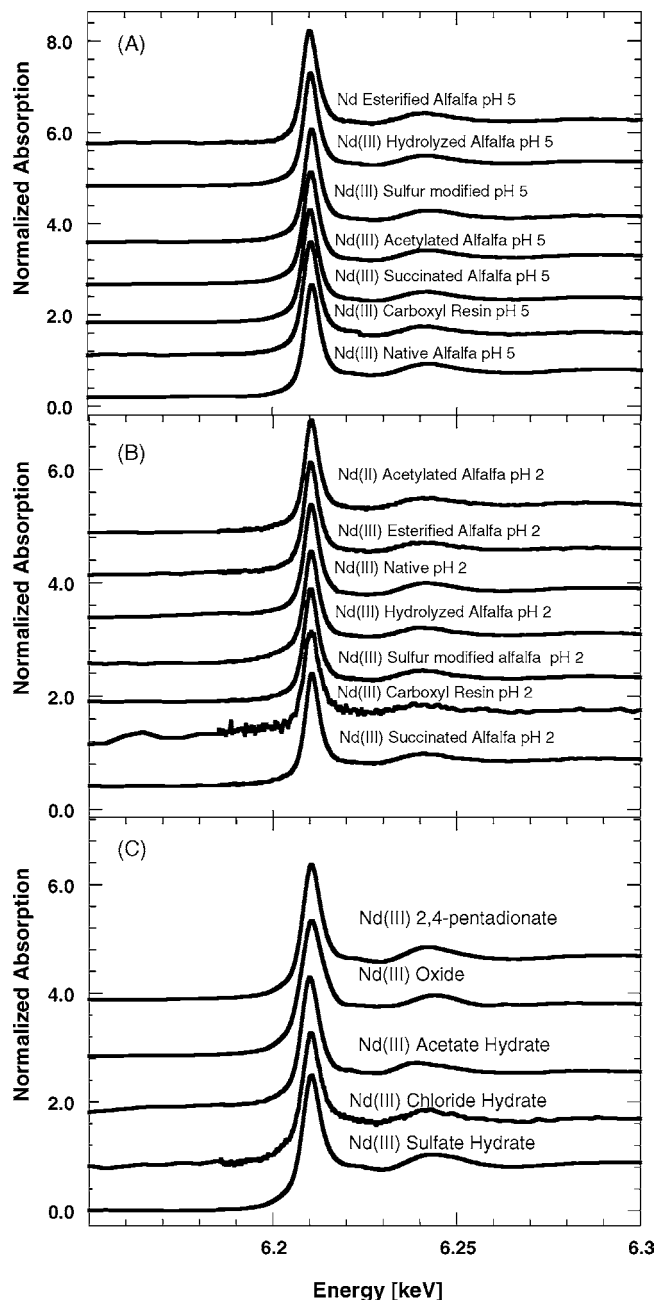 (A)
8.0
6.0
4.0
2.0
0.0
Normalized Absorption
Nd Esterified Alfalfa pH 5
Nd(III) Hydrolyzed Alfalfa pH 5
Nd(III) Sulfur modified pH 5
Nd(III) Acetylated Alfalfa pH 5
Nd(III) Succinated Alfalfa pH 5
Nd(III) Carboxyl Resin pH 5
Nd(III) Native Alfalfa pH 5
(B)
6.0
4.0
2.0
0.0
Normalized Absorption
Nd(II) Acetylated Alfalfa pH 2
Nd(III) Esterified Alfalfa pH 2
Nd(III) Native pH 2
Nd(III) Hydrolyzed Alfalfa pH 2
Nd(III) Sulfur modified alfalfa pH 2
Nd(III) Carboxyl Resin pH 2
Nd(III) Succinated Alfalfa pH 2
(C)
6.0
4.0
2.0
0.0
Normalized Absorption
Nd(III) 2,4-pentadionate
Nd(III) Oxide
Nd(III) Acetate Hydrate
Nd(III) Chloride Hydrate
Nd(III) Sulfate Hydrate
6.2 6.25 6.3
Energy [keV]